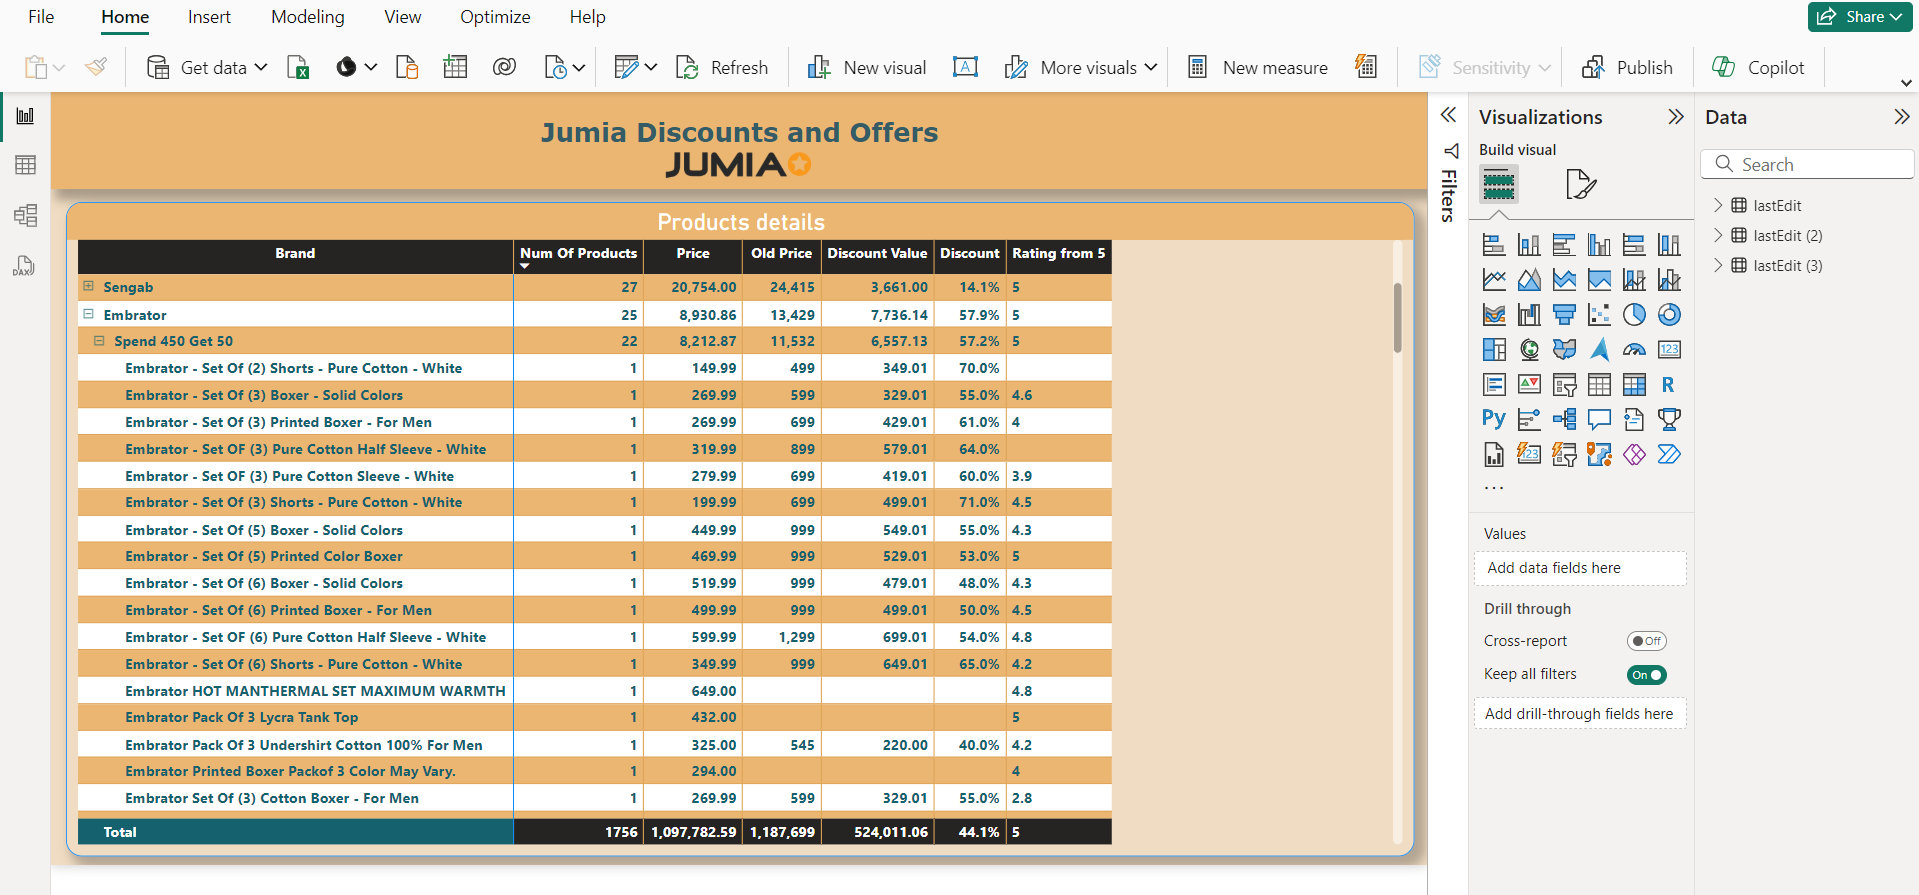 File Home Insert Modeling View Optimize Help Share
Get data Refresh New visual A More visuals New measure Sensitivity Publish Copilot
Jumia Discounts and Offers
JUMIA
Products details
Brand Num Of Products Price Old Price Discount Value Discount Rating from 5
Sengab 27 20,754.00 24,415 3,661.00 14.1% 5
Embrator 25 8,930.86 13,429 7,736.14 57.9% 5
Spend 450 Get 50 22 8,212.87 11,532 6,557.13 57.2% 5
Embrator - Set Of (2) Shorts - Pure Cotton - White 1 149.99 499 349.01 70.0%
Embrator - Set Of (3) Boxer - Solid Colors 1 269.99 599 329.01 55.0% 4.6
Embrator - Set Of (3) Printed Boxer - For Men 1 269.99 699 429.01 61.0% 4
Embrator - Set OF (3) Pure Cotton Half Sleeve - White 1 319.99 899 579.01 64.0%
Embrator - Set OF (3) Pure Cotton Sleeve - White 1 279.99 699 419.01 60.0% 3.9
Embrator - Set Of (3) Shorts - Pure Cotton - White 1 199.99 699 499.01 71.0% 4.5
Embrator - Set Of (5) Boxer - Solid Colors 1 449.99 999 549.01 55.0% 4.3
Embrator - Set Of (5) Printed Color Boxer 1 469.99 999 529.01 53.0% 5
Embrator - Set Of (6) Boxer - Solid Colors 1 519.99 999 479.01 48.0% 4.3
Embrator - Set Of (6) Printed Boxer - For Men 1 499.99 999 499.01 50.0% 4.5
Embrator - Set OF (6) Pure Cotton Half Sleeve - White 1 599.99 1,299 699.01 54.0% 4.8
Embrator - Set Of (6) Shorts - Pure Cotton - White 1 349.99 999 649.01 65.0% 4.2
Embrator HOT MANTHERMAL SET MAXIMUM WARMTH 1 649.00 4.8
Embrator Pack Of 3 Lycra Tank Top 1 432.00 5
Embrator Pack Of 3 Undershirt Cotton 100% For Men 1 325.00 545 220.00 40.0% 4.2
Embrator Printed Boxer Packof 3 Color May Vary. 1 294.00 4
Embrator Set Of (3) Cotton Boxer - For Men 1 269.99 599 329.01 55.0% 2.8
Total 1756 1,097,782.59 1,187,699 524,011.06 44.1% 5
DAX
Filters
Visualizations
Build visual
123
R
Py
123
...
Values
Add data fields here
Drill through
Cross-report Off
Keep all filters On
Add drill-through fields here
Data
Search
lastEdit
lastEdit (2)
lastEdit (3)